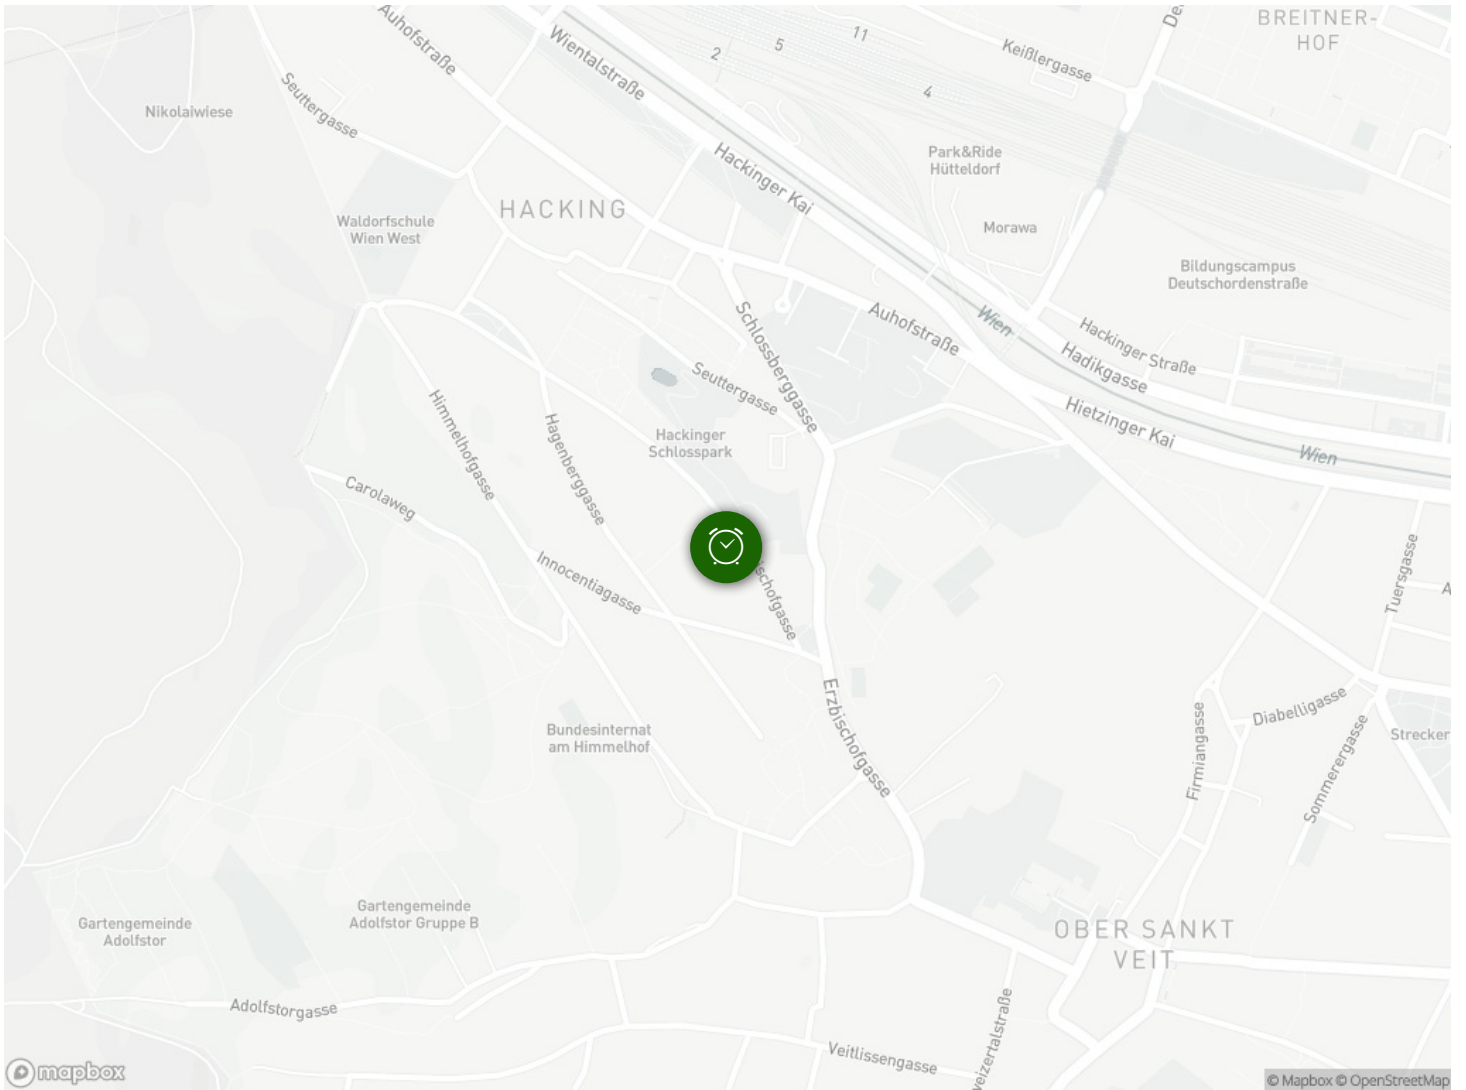 Auhofstraße
Wientalstraße
2
5
11
4
Keißlergasse
BREITNER-
HOF
Nikolaiwiese
Seuttergasse
Park&Ride
Hütteldorf
Hackinger Kai
HACKING
Waldorfschule
Wien West
Morawa
Bildungscampus
Deutschordenstraße
Schlossberggasse
Auhofstraße
Wien
Hackinger Straße
Hadikgasse
Seuttergasse
Himmelhofgasse
Hagenberggasse
Hackinger
Schlosspark
Hietzinger Kai
Wien
Carolaweg
Innocentiagasse
ischofgasse
Tuersgasse
A
Erzbischofgasse
Bundesinternat
am Himmelhof
Firmiangasse
Diabelligasse
Sommerergasse
Strecker
Gartengemeinde
Adolfstor
Gartengemeinde
Adolfstor Gruppe B
OBER SANKT
VEIT
Adolfstorgasse
Veitlissengasse
eizertalstraße
mapbox
© Mapbox © OpenStreetMap